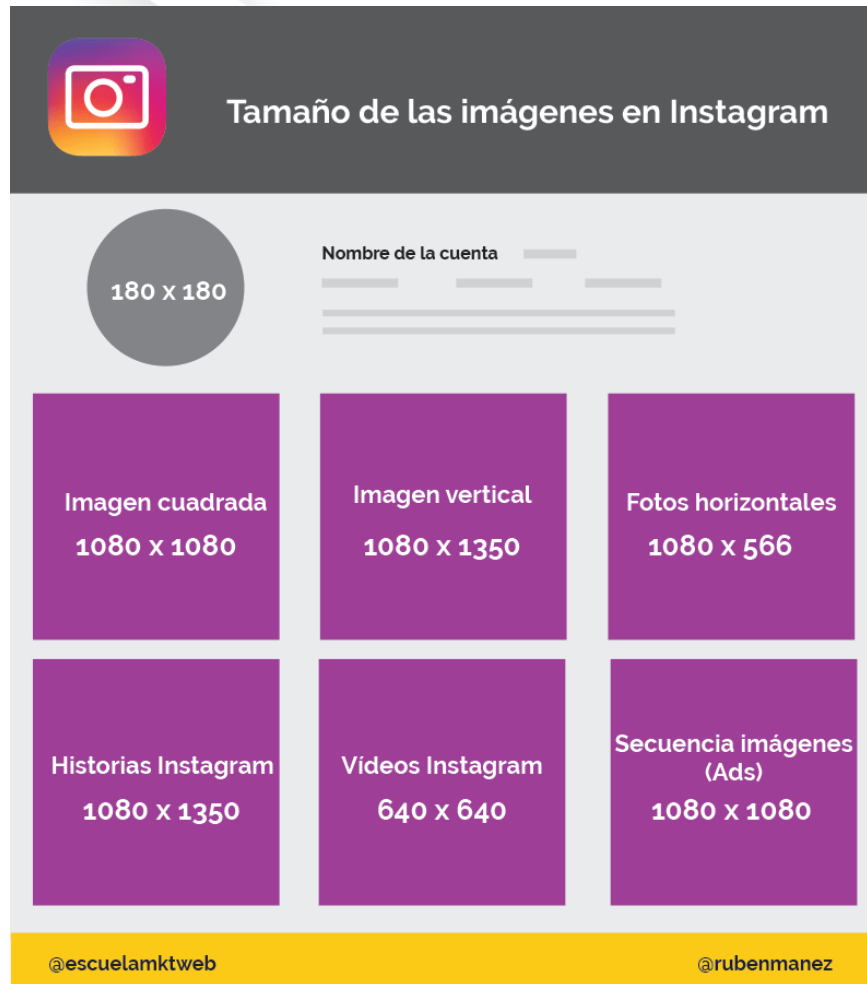 Tamaño de las imágenes en Instagram
Nombre de la cuenta
180 x 180
Imagen cuadrada
1080 x 1080
Imagen vertical
1080 x 1350
Fotos horizontales
1080 x 566
Historias Instagram
1080 x 1350
Vídeos Instagram
640 x 640
Secuencia imágenes
(Ads)
1080 x 1080
@escuelamktweb
@rubenmanez